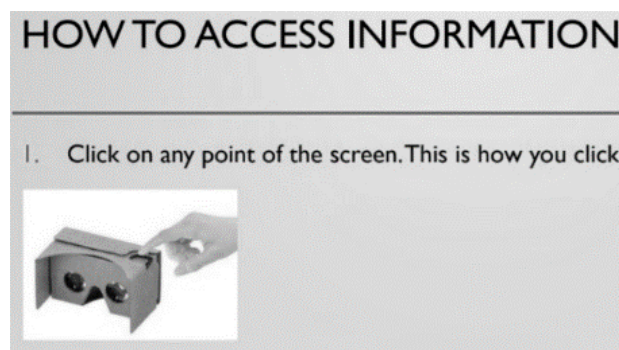 HOW TO ACCESS INFORMATION
1. Click on any point of the screen. This is how you click